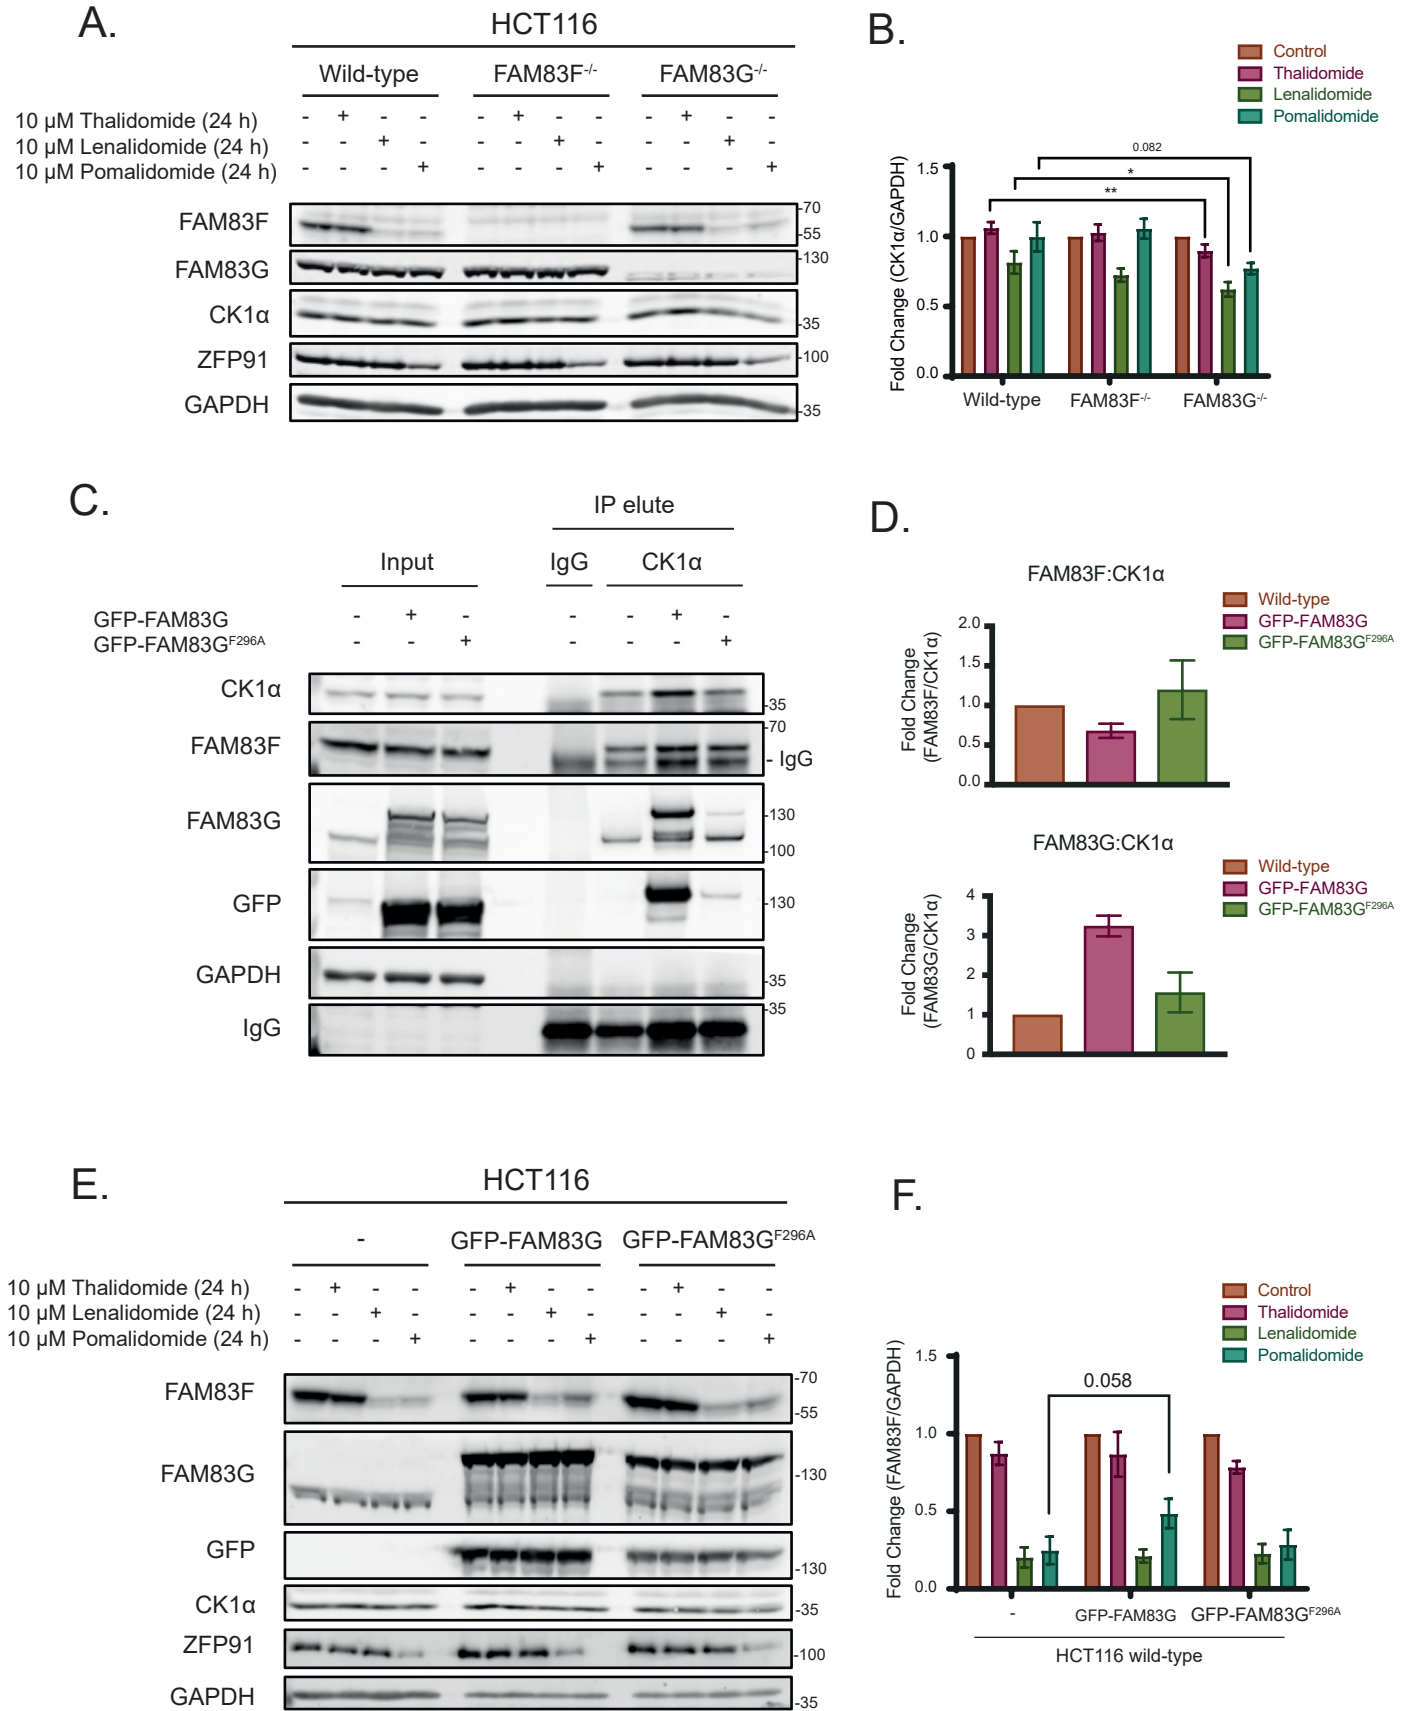 A.
HCT116
Wild-type FAM83F-/- FAM83G-/-
10 µM Thalidomide (24 h) - + - - - + - - - + - -
10 µM Lenalidomide (24 h) - - + - - - + - - - + -
10 µM Pomalidomide (24 h) - - - + - - - + - - - +
FAM83F
-70
-55
FAM83G
-130
CK1α
-35
ZFP91
-100
GAPDH
-35
B.
Control
Thalidomide
Lenalidomide
Pomalidomide
Fold Change (CK1α/GAPDH)
1.5
1.0
0.5
0.0
0.082
*
**
Wild-type FAM83F-/- FAM83G-/-
C.
IP elute
Input IgG CK1α
GFP-FAM83G - + - - - + -
GFP-FAM83GF296A - - + - - - +
CK1α
-35
FAM83F
-70
- IgG
FAM83G
-130
-100
GFP
-130
GAPDH
-35
IgG
-35
D.
FAM83F:CK1α
Wild-type
GFP-FAM83G
GFP-FAM83GF296A
Fold Change
(FAM83F/CK1α)
2.0
1.5
1.0
0.5
0.0
FAM83G:CK1α
Wild-type
GFP-FAM83G
GFP-FAM83GF296A
Fold Change
(FAM83G/CK1α)
4
3
2
1
0
E.
HCT116
- GFP-FAM83G GFP-FAM83GF296A
10 µM Thalidomide (24 h) - + - - - + - - - + - -
10 µM Lenalidomide (24 h) - - + - - - + - - - + -
10 µM Pomalidomide (24 h) - - - + - - - + - - - +
FAM83F
-70
-55
FAM83G
-130
GFP
-130
CK1α
-35
ZFP91
-100
GAPDH
-35
F.
Control
Thalidomide
Lenalidomide
Pomalidomide
Fold Change (FAM83F/GAPDH)
1.5
1.0
0.5
0.0
0.058
- GFP-FAM83G GFP-FAM83GF296A
HCT116 wild-type